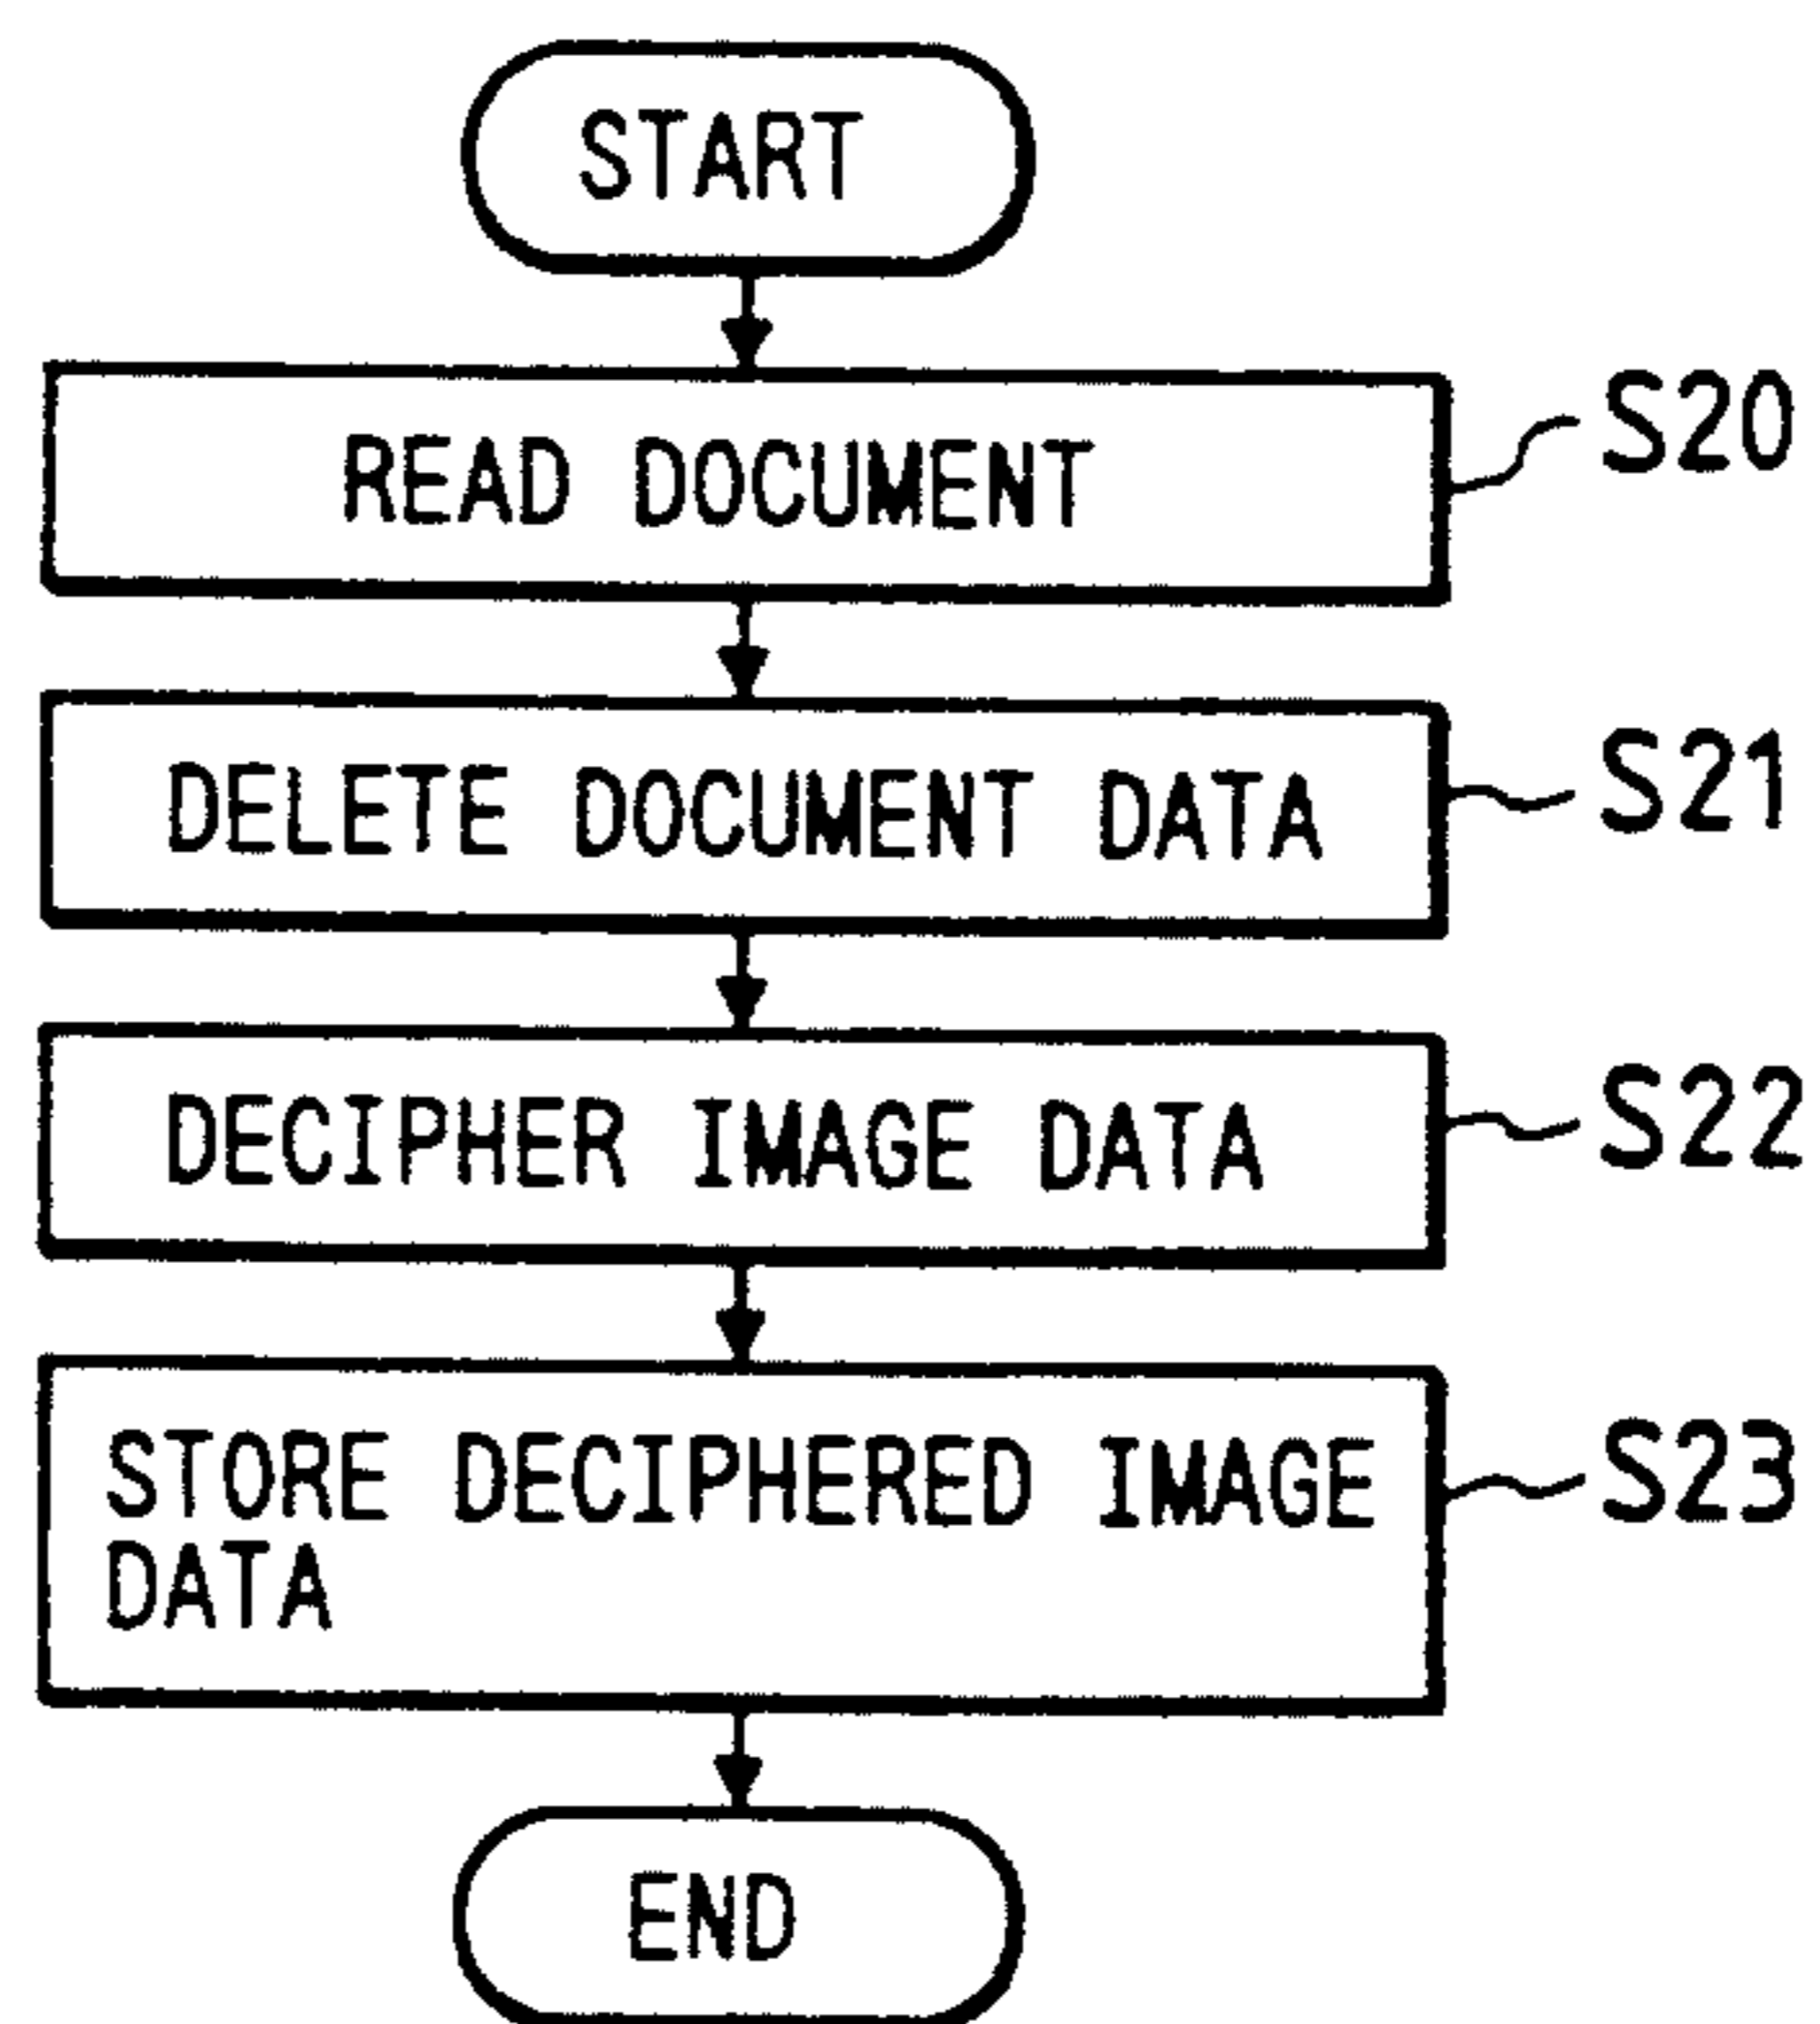 START
READ DOCUMENT
S20
DELETE DOCUMENT DATA
S21
DECIPHER IMAGE DATA
S22
STORE DECIPHERED IMAGE
DATA
S23
END